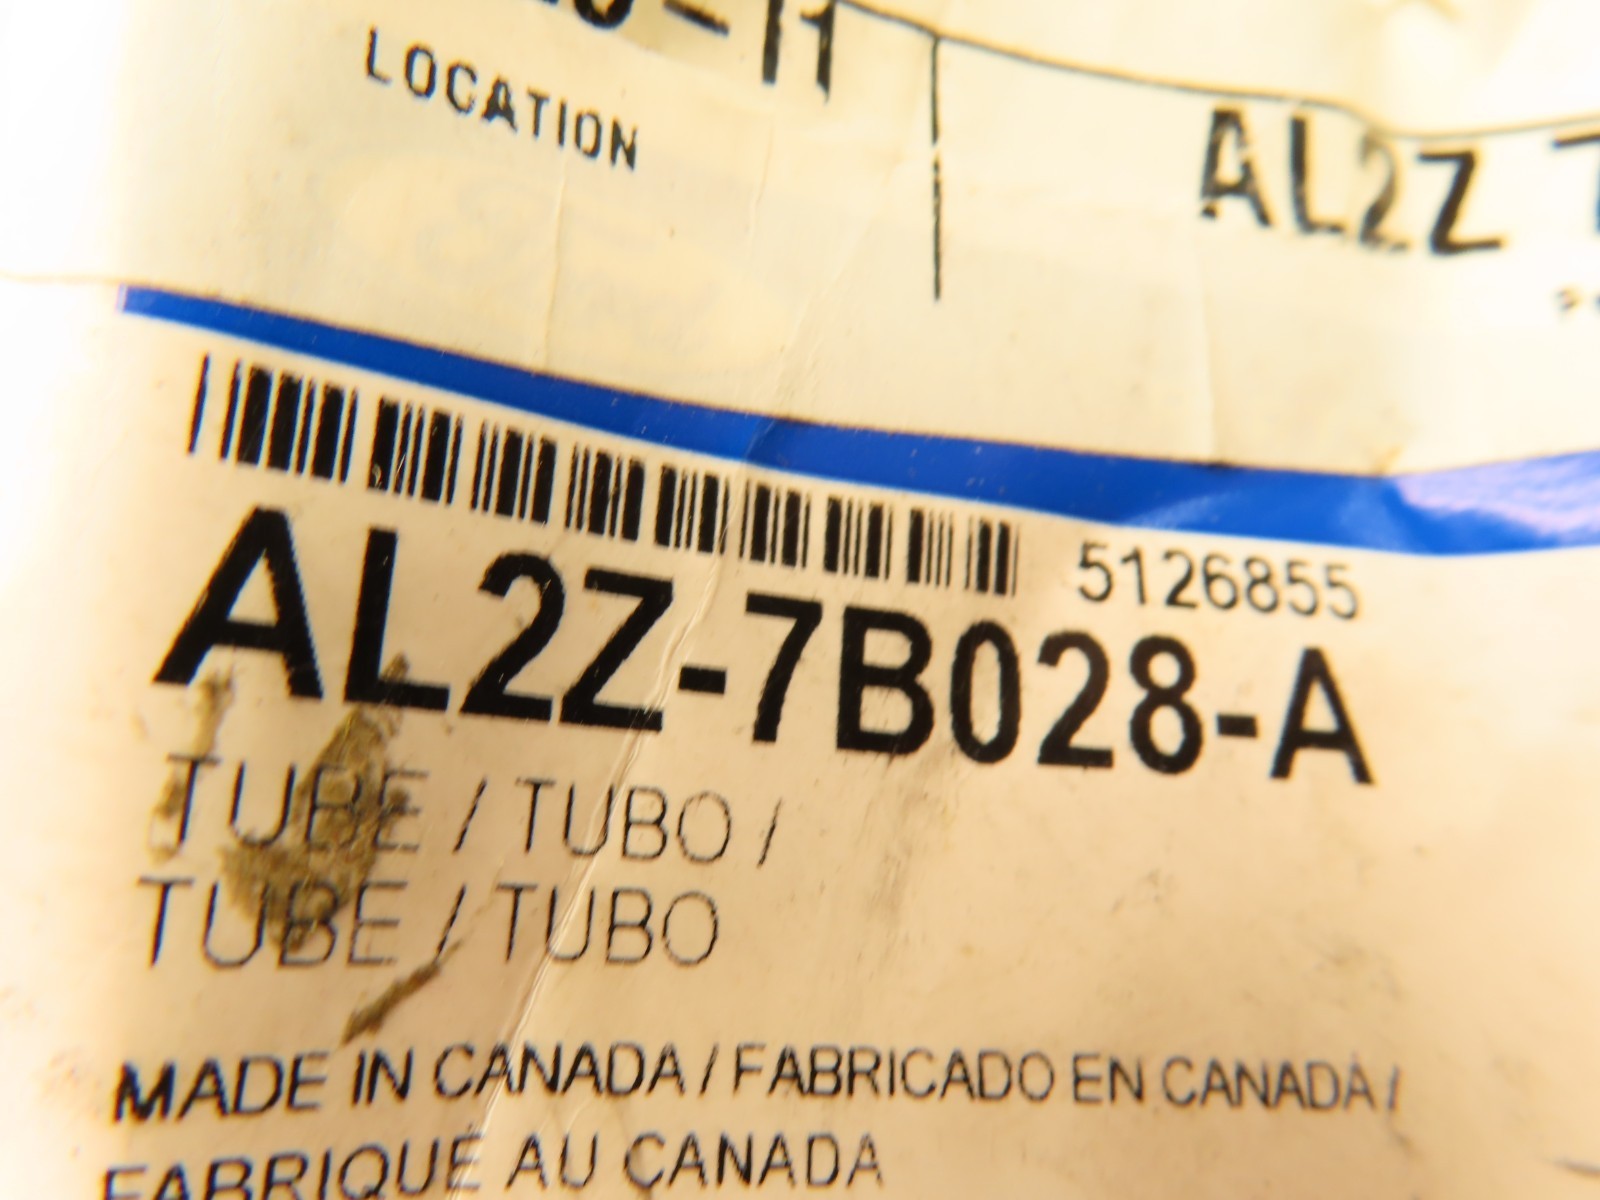 LOCATION
AL2Z
5126855
AL2Z-7B028-A
TUBE / TUBO /
TUBE / TUBO
MADE IN CANADA / FABRICADO EN CANADA /
FABRIQUÉ AU CANADA